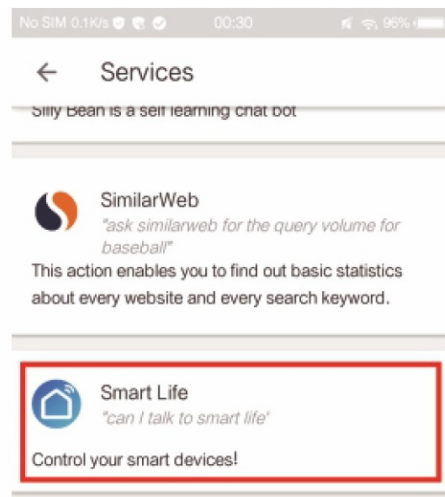 No SIM 0.1K/s 00:30 96%
← Services
Silly Bean is a self learning chat bot
SimilarWeb
"ask similarweb for the query volume for
baseball"
This action enables you to find out basic statistics
about every website and every search keyword.
Smart Life
"can I talk to smart life'
Control your smart devices!